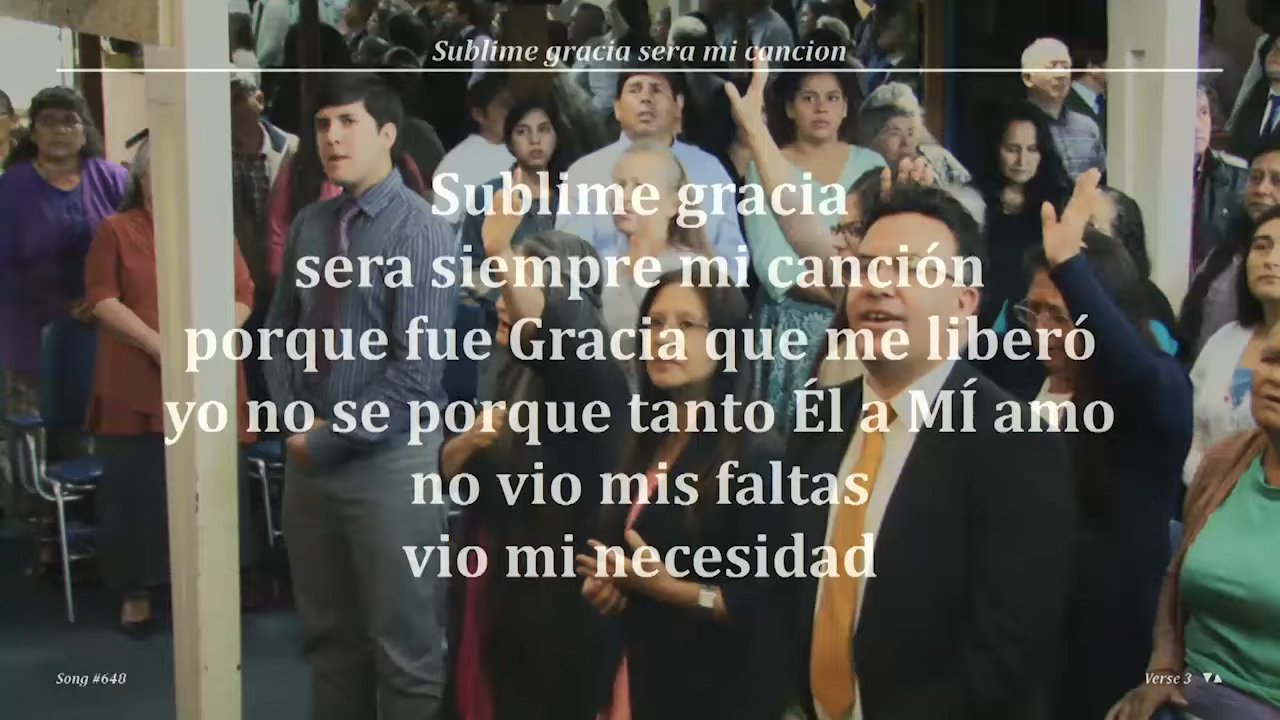 Sublime gracia sera mi cancion
Sublime gracia
sera siempre mi canción
porque fue Gracia que me liberó
yo no se porque tanto Él a MÍ amo
no vio mis faltas
vio mi necesidad
Song #648
Verse 3 ▼▲